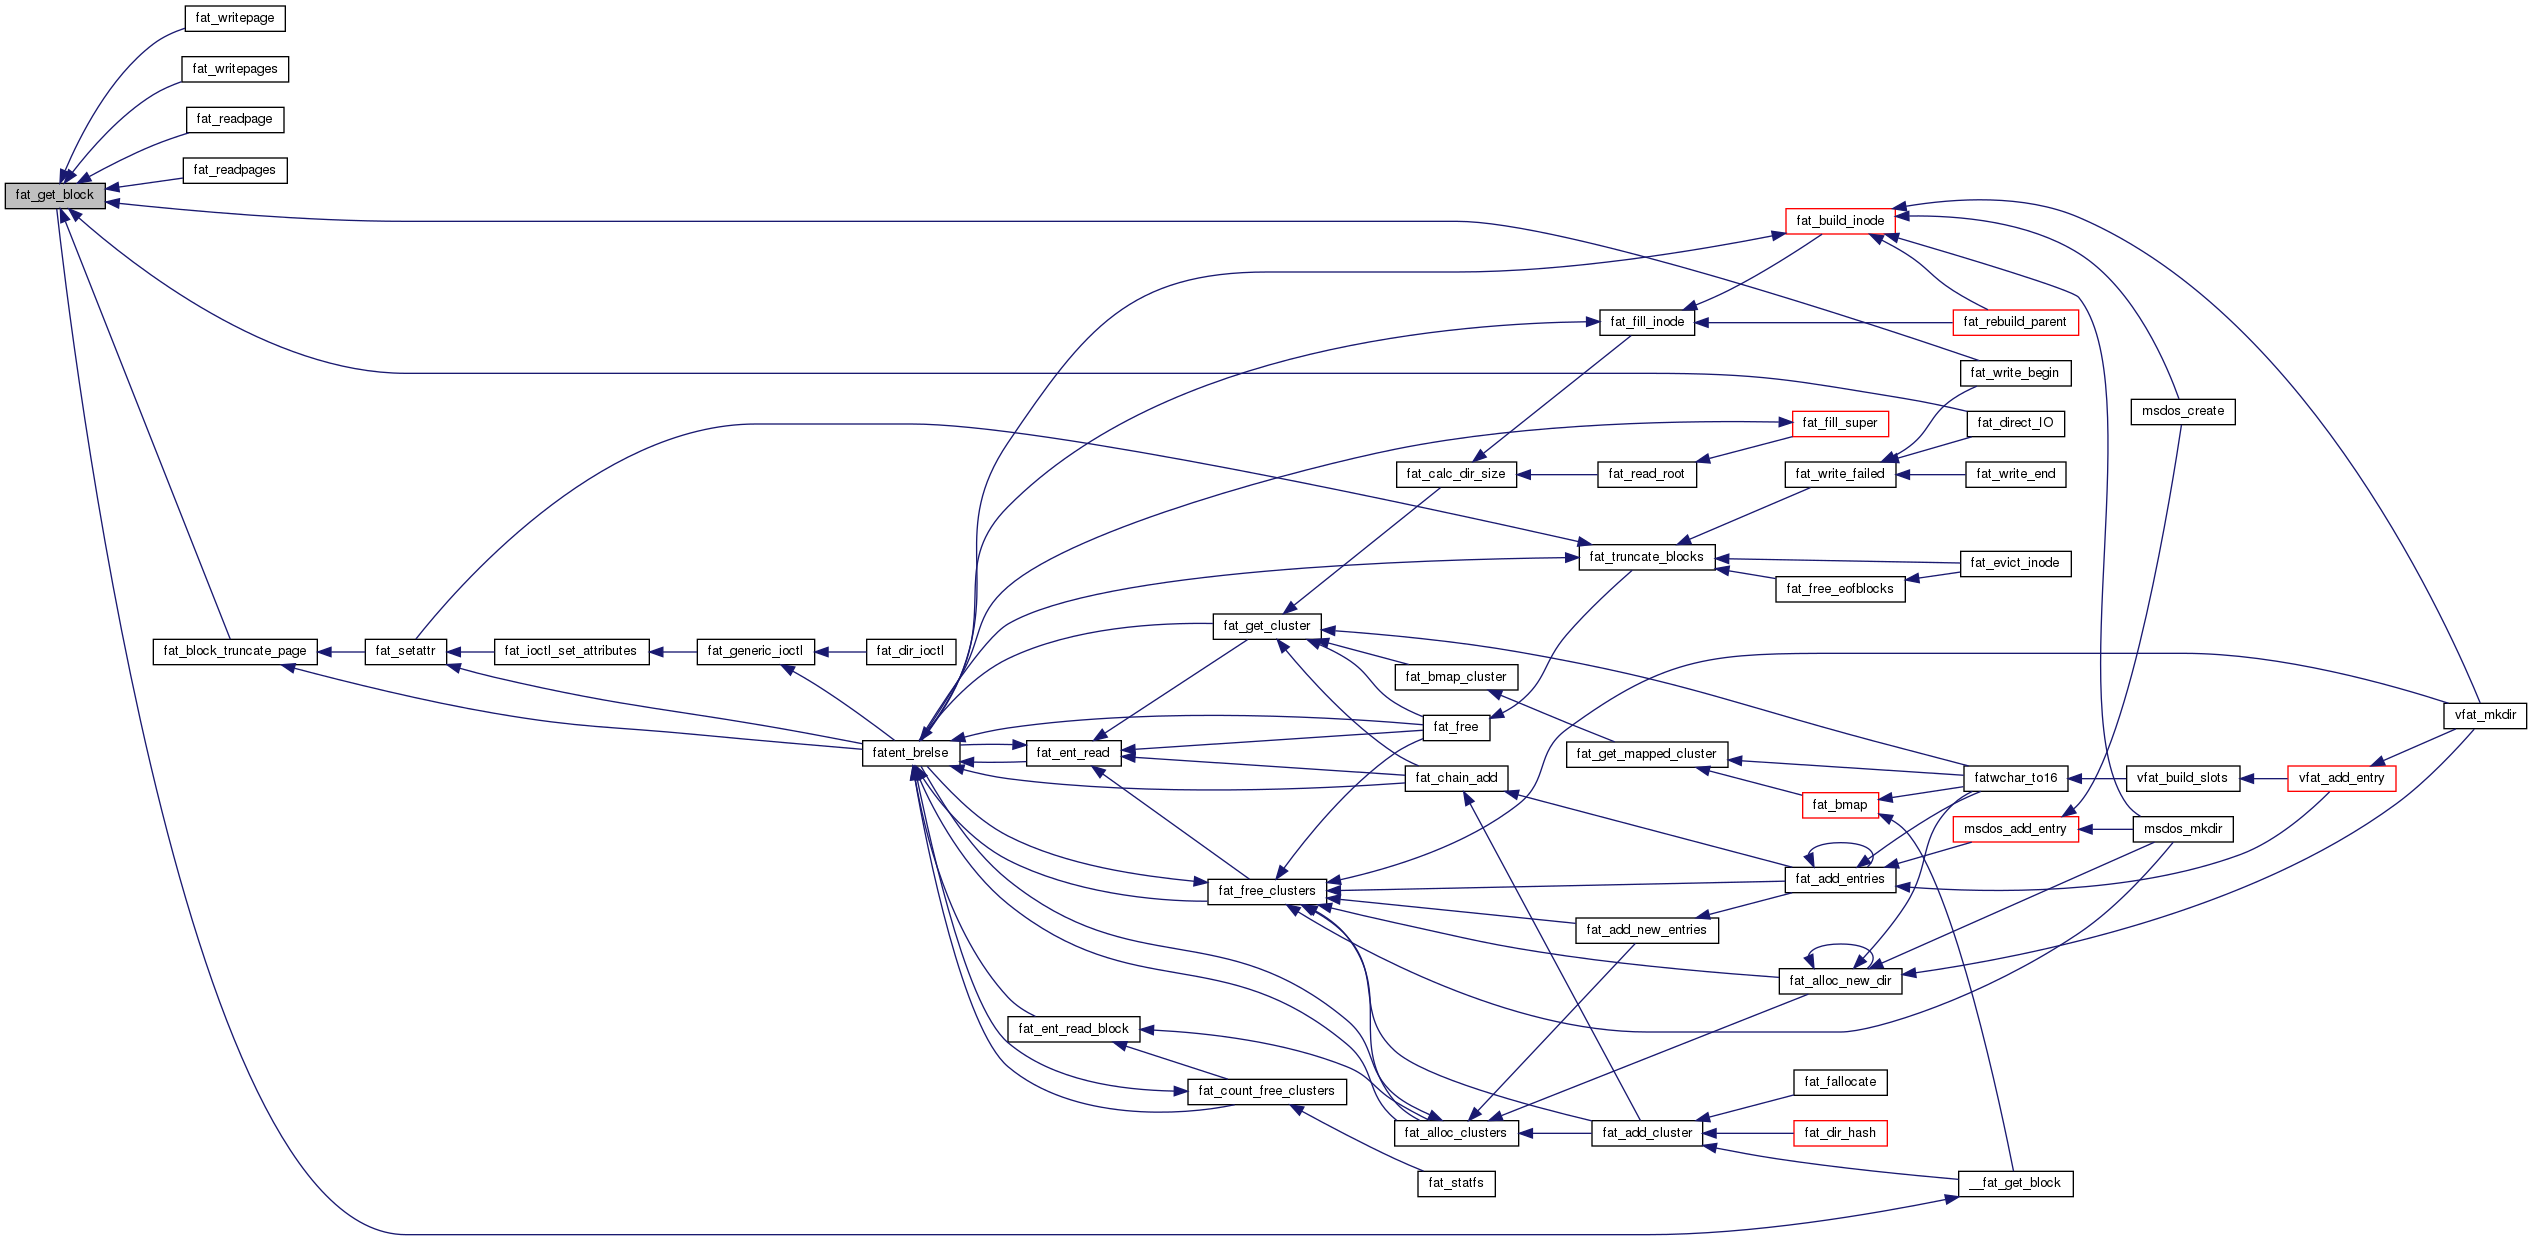 fat_writepage
fat_writepages
fat_readpage
fat_readpages
fat_get_block
fat_build_inode
fat_fill_inode
fat_rebuild_parent
fat_write_begin
msdos_create
fat_fill_super
fat_direct_IO
fat_calc_dir_size
fat_read_root
fat_write_failed
fat_write_end
fat_truncate_blocks
fat_evict_inode
fat_free_eofblocks
fat_get_cluster
fat_block_truncate_page
fat_setattr
fat_ioctl_set_attributes
fat_generic_ioctl
fat_dir_ioctl
fat_bmap_cluster
vfat_mkdir
fat_free
fatent_brelse
fat_ent_read
fat_get_mapped_cluster
fat_chain_add
fatwchar_to16
vfat_build_slots
vfat_add_entry
fat_bmap
msdos_add_entry
msdos_mkdir
fat_free_clusters
fat_add_entries
fat_add_new_entries
fat_alloc_new_dir
fat_ent_read_block
fat_count_free_clusters
fat_fallocate
fat_alloc_clusters
fat_add_cluster
fat_dir_hash
fat_statfs
__fat_get_block